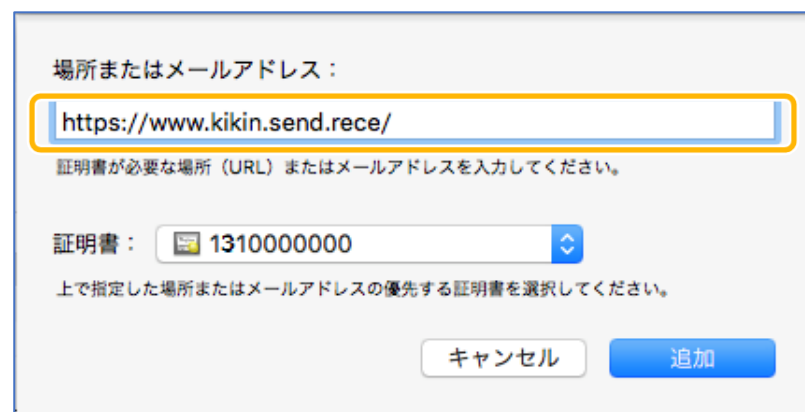 場所またはメールアドレス：
https://www.kikin.send.rece/
証明書が必要な場所（URL）またはメールアドレスを入力してください。
証明書： 1310000000
上で指定した場所またはメールアドレスの優先する証明書を選択してください。
キャンセル 追加